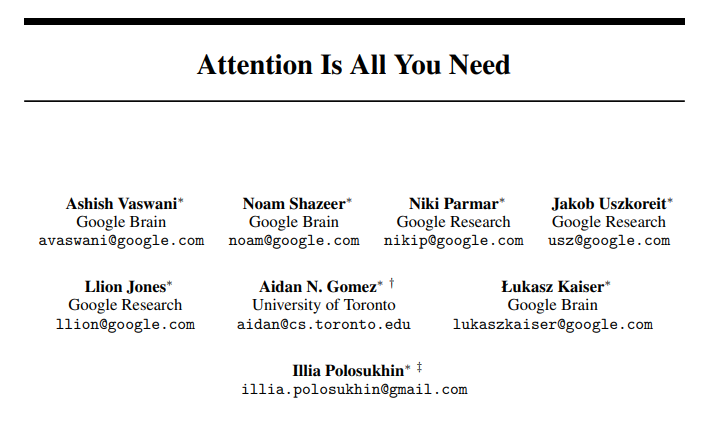 Attention Is All You Need
Ashish Vaswani* Noam Shazeer* Niki Parmar* Jakob Uszkoreit*
Google Brain Google Brain Google Research Google Research
avaswani@google.com noam@google.com nikip@google.com usz@google.com
Llion Jones* Aidan N. Gomez* † Łukasz Kaiser*
Google Research University of Toronto Google Brain
llion@google.com aidan@cs.toronto.edu lukaszkaiser@google.com
Illia Polosukhin* ‡
illia.polosukhin@gmail.com